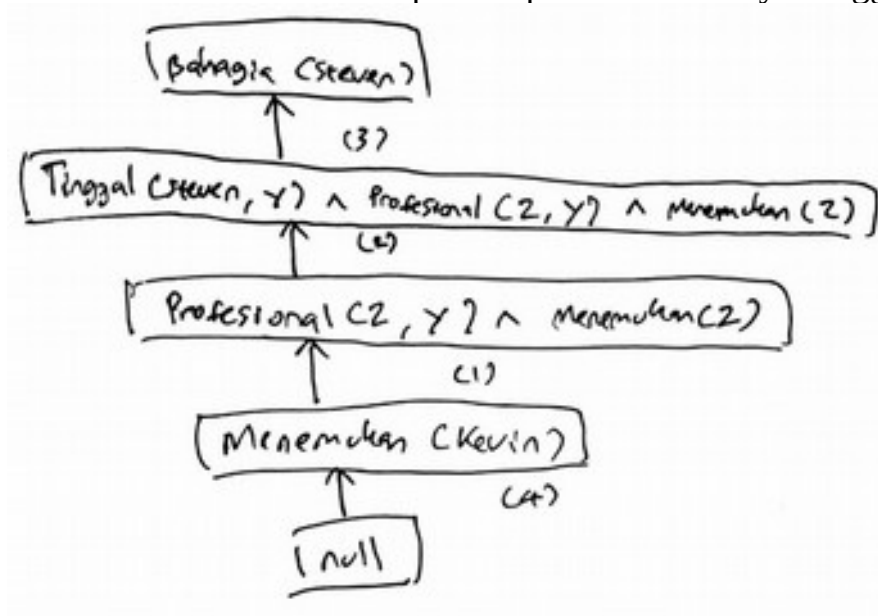 Bahagia (Steven)
(3)
Tinggal (Steven, Y) ∧ Profesional (Z, Y) ∧ Menemukan (Z)
(2)
Profesional (Z, Y) ∧ Menemukan (Z)
(1)
Menemukan (Kevin)
(4)
null